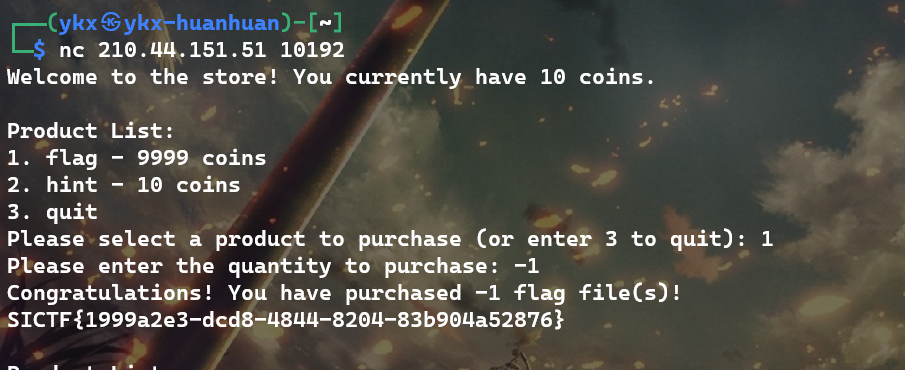 ┌──(ykx㉿ykx-huanhuan)-[~]
└─$ nc 210.44.151.51 10192
Welcome to the store! You currently have 10 coins.
Product List:
1. flag - 9999 coins
2. hint - 10 coins
3. quit
Please select a product to purchase (or enter 3 to quit): 1
Please enter the quantity to purchase: -1
Congratulations! You have purchased -1 flag file(s)!
SICTF{1999a2e3-dcd8-4844-8204-83b904a52876}